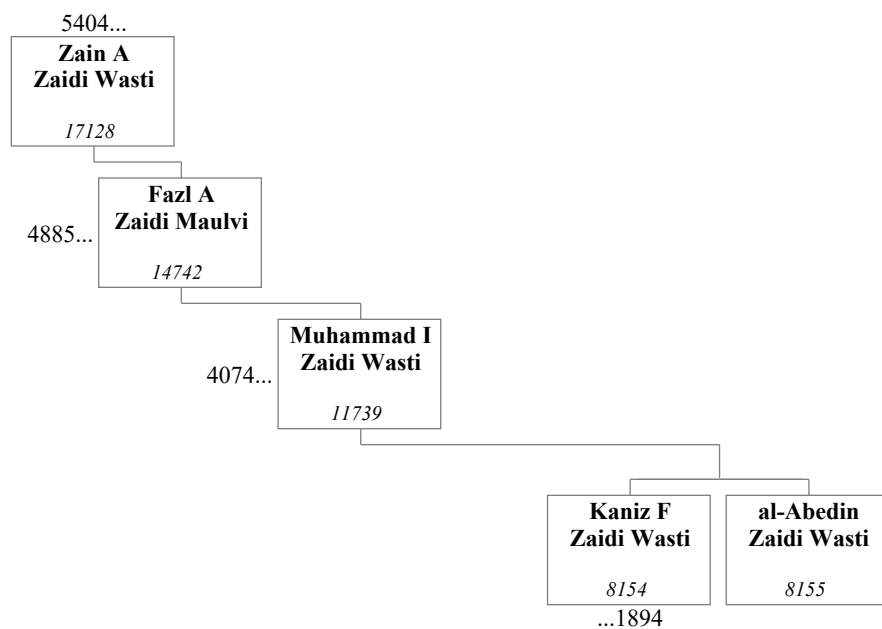 5404...
Zain A
Zaidi Wasti
17128
Fazl A
Zaidi Maulvi
4885...
14742
Muhammad I
Zaidi Wasti
4074...
11739
Kaniz F
Zaidi Wasti
8154
...1894
al-Abedin
Zaidi Wasti
8155